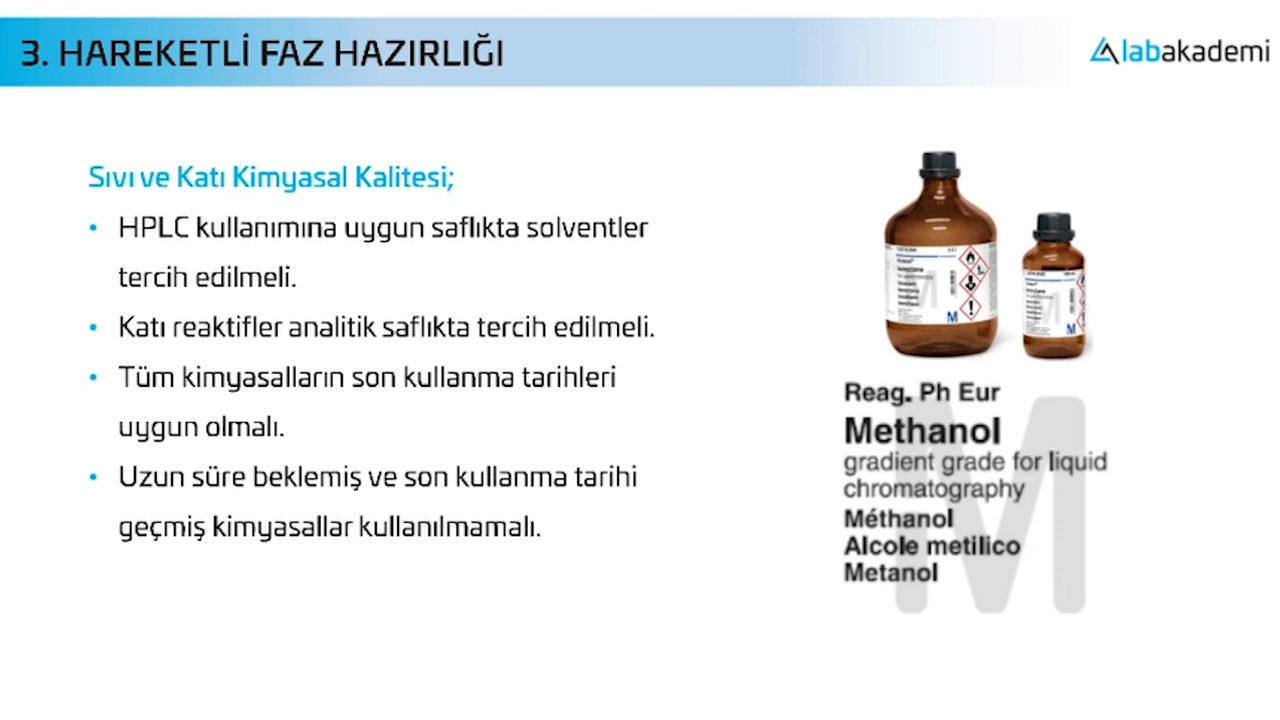 3. HAREKETLİ FAZ HAZIRLIĞI
labakademi
Sıvı ve Katı Kimyasal Kalitesi;
• HPLC kullanımına uygun saflıkta solventler
tercih edilmeli.
• Katı reaktifler analitik saflıkta tercih edilmeli.
• Tüm kimyasalların son kullanma tarihleri
uygun olmalı.
• Uzun süre beklemiş ve son kullanma tarihi
geçmiş kimyasallar kullanılmamalı.
M
M
Reag. Ph Eur
Methanol
gradient grade for liquid
chromatography
Méthanol
Alcole metilico
Metanol
M